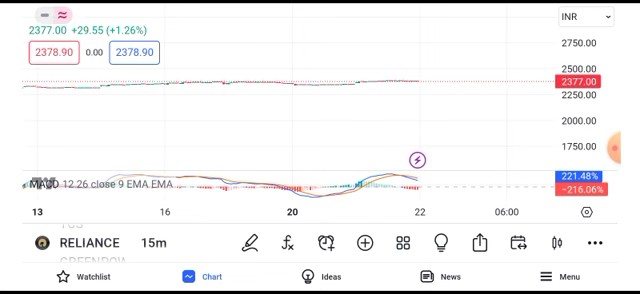 INR
2377.00 +29.55 (+1.26%)
2378.90 0.00 2378.90
2750.00
2377.00
2250.00
2000.00
1750.00
MACD 12,26 close 9 EMA EMA
221.48%
−216.06%
13 16 20 22 06:00
RELIANCE 15m
Watchlist Chart Ideas News Menu